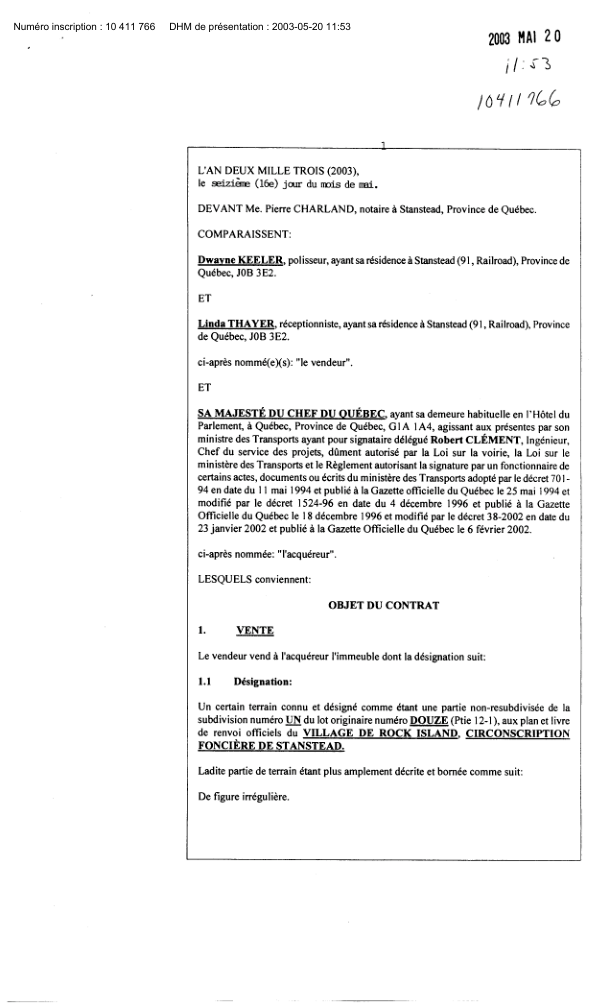 Numéro inscription : 10 411 766 DHM de présentation : 2003-05-20 11:53
2003 MAI 20
11:53
10411766
1
L'AN DEUX MILLE TROIS (2003),
le seizième (16e) jour du mois de mai.
DEVANT Me. Pierre CHARLAND, notaire à Stanstead, Province de Québec.
COMPARAISSENT:
Dwayne KEELER, polisseur, ayant sa résidence à Stanstead (91, Railroad), Province de
Québec, J0B 3E2.
ET
Linda THAYER, réceptionniste, ayant sa résidence à Stanstead (91, Railroad), Province
de Québec, J0B 3E2.
ci-après nommé(e)(s): "le vendeur".
ET
SA MAJESTÉ DU CHEF DU QUÉBEC, ayant sa demeure habituelle en l'Hôtel du
Parlement, à Québec, Province de Québec, G1A 1A4, agissant aux présentes par son
ministre des Transports ayant pour signataire délégué Robert CLÉMENT, Ingénieur,
Chef du service des projets, dûment autorisé par la Loi sur la voirie, la Loi sur le
ministère des Transports et le Règlement autorisant la signature par un fonctionnaire de
certains actes, documents ou écrits du ministère des Transports adopté par le décret 701-
94 en date du 11 mai 1994 et publié à la Gazette officielle du Québec le 25 mai 1994 et
modifié par le décret 1524-96 en date du 4 décembre 1996 et publié à la Gazette
Officielle du Québec le 18 décembre 1996 et modifié par le décret 38-2002 en date du
23 janvier 2002 et publié à la Gazette Officielle du Québec le 6 février 2002.
ci-après nommée: "l'acquéreur".
LESQUELS conviennent:
OBJET DU CONTRAT
1. VENTE
Le vendeur vend à l'acquéreur l'immeuble dont la désignation suit:
1.1 Désignation:
Un certain terrain connu et désigné comme étant une partie non-resubdivisée de la
subdivision numéro UN du lot originaire numéro DOUZE (Ptie 12-1), aux plan et livre
de renvoi officiels du VILLAGE DE ROCK ISLAND, CIRCONSCRIPTION
FONCIÈRE DE STANSTEAD.
Ladite partie de terrain étant plus amplement décrite et bornée comme suit:
De figure irrégulière.